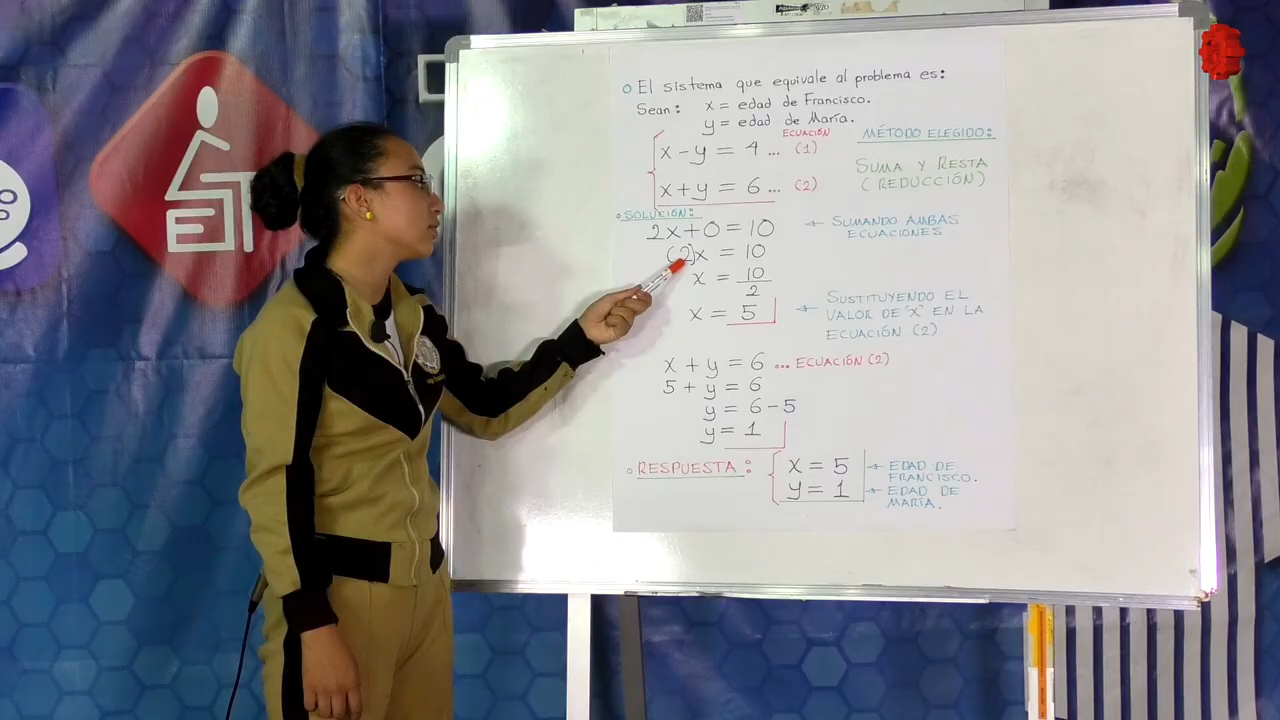 ○ El sistema que equivale al problema es:
Sean: x = edad de Francisco.
y = edad de María.
ECUACIÓN
x - y = 4 ... (1)
x + y = 6 ... (2)
MÉTODO ELEGIDO:
SUMA Y RESTA
(REDUCCIÓN)
○ SOLUCIÓN:
2x + 0 = 10 ← SUMANDO AMBAS
ECUACIONES
(2)x = 10
x = 10/2
x = 5 ← SUSTITUYENDO EL
VALOR DE "X" EN LA
ECUACIÓN (2)
x + y = 6 ... ECUACIÓN (2)
5 + y = 6
y = 6 - 5
y = 1
○ RESPUESTA: x = 5 ← EDAD DE
FRANCISCO.
y = 1 ← EDAD DE
MARÍA.